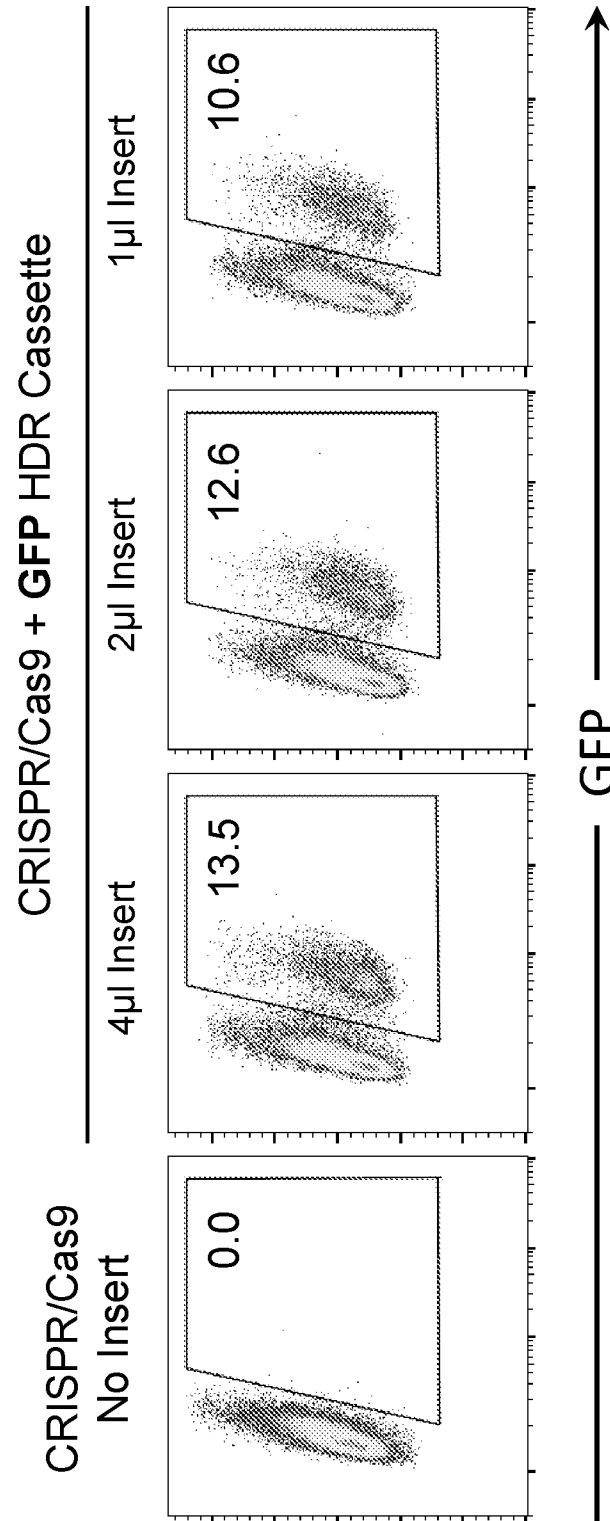 CRISPR/Cas9
No Insert
CRISPR/Cas9 + GFP HDR Cassette
4µl Insert
2µl Insert
1µl Insert
0.0
13.5
12.6
10.6
GFP